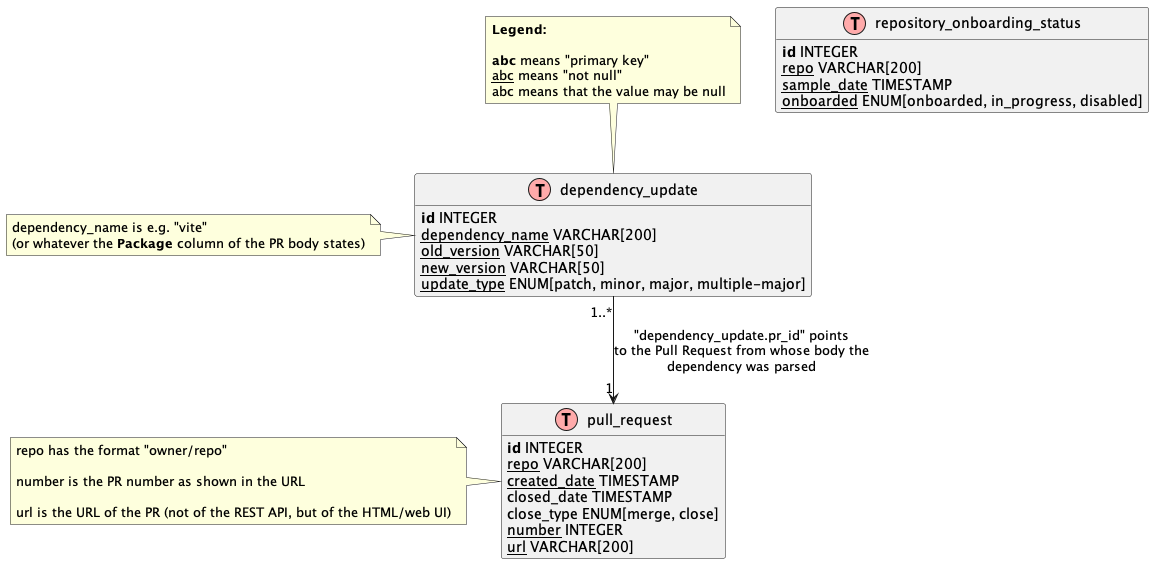 Legend:
abc means "primary key"
abc means "not null"
abc means that the value may be null
T repository_onboarding_status
id INTEGER
repo VARCHAR[200]
sample_date TIMESTAMP
onboarded ENUM[onboarded, in_progress, disabled]
T dependency_update
id INTEGER
dependency_name VARCHAR[200]
old_version VARCHAR[50]
new_version VARCHAR[50]
update_type ENUM[patch, minor, major, multiple-major]
dependency_name is e.g. "vite"
(or whatever the Package column of the PR body states)
1..*
"dependency_update.pr_id" points
to the Pull Request from whose body the
dependency was parsed
1
T pull_request
id INTEGER
repo VARCHAR[200]
created_date TIMESTAMP
closed_date TIMESTAMP
close_type ENUM[merge, close]
number INTEGER
url VARCHAR[200]
repo has the format "owner/repo"
number is the PR number as shown in the URL
url is the URL of the PR (not of the REST API, but of the HTML/web UI)